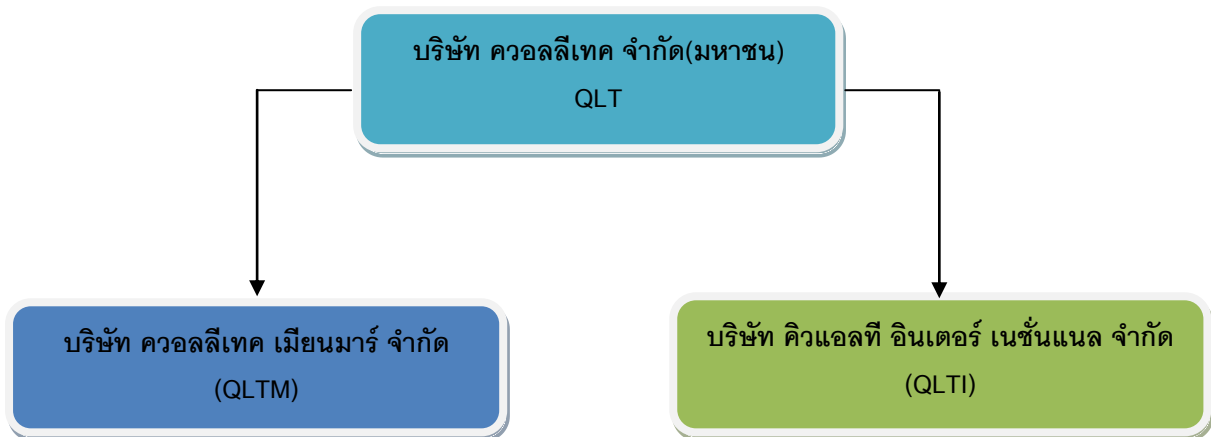 บริษัท ควอลลีเทค จำกัด(มหาชน)
QLT
บริษัท ควอลลีเทค เมียนมาร์ จำกัด
(QLTM)
บริษัท คิวแอลที อินเตอร์ เนชั่นแนล จำกัด
(QLTI)